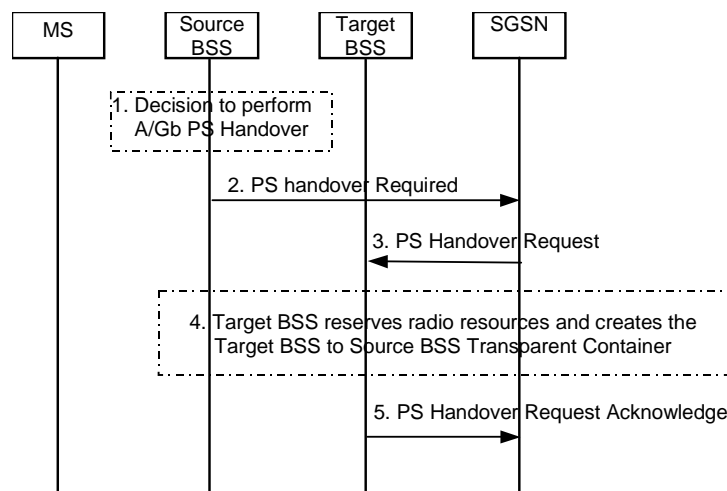 MS
Source
BSS
Target
BSS
SGSN
1. Decision to perform
A/Gb PS Handover
2. PS handover Required
3. PS Handover Request
4. Target BSS reserves radio resources and creates the
Target BSS to Source BSS Transparent Container
5. PS Handover Request Acknowledge